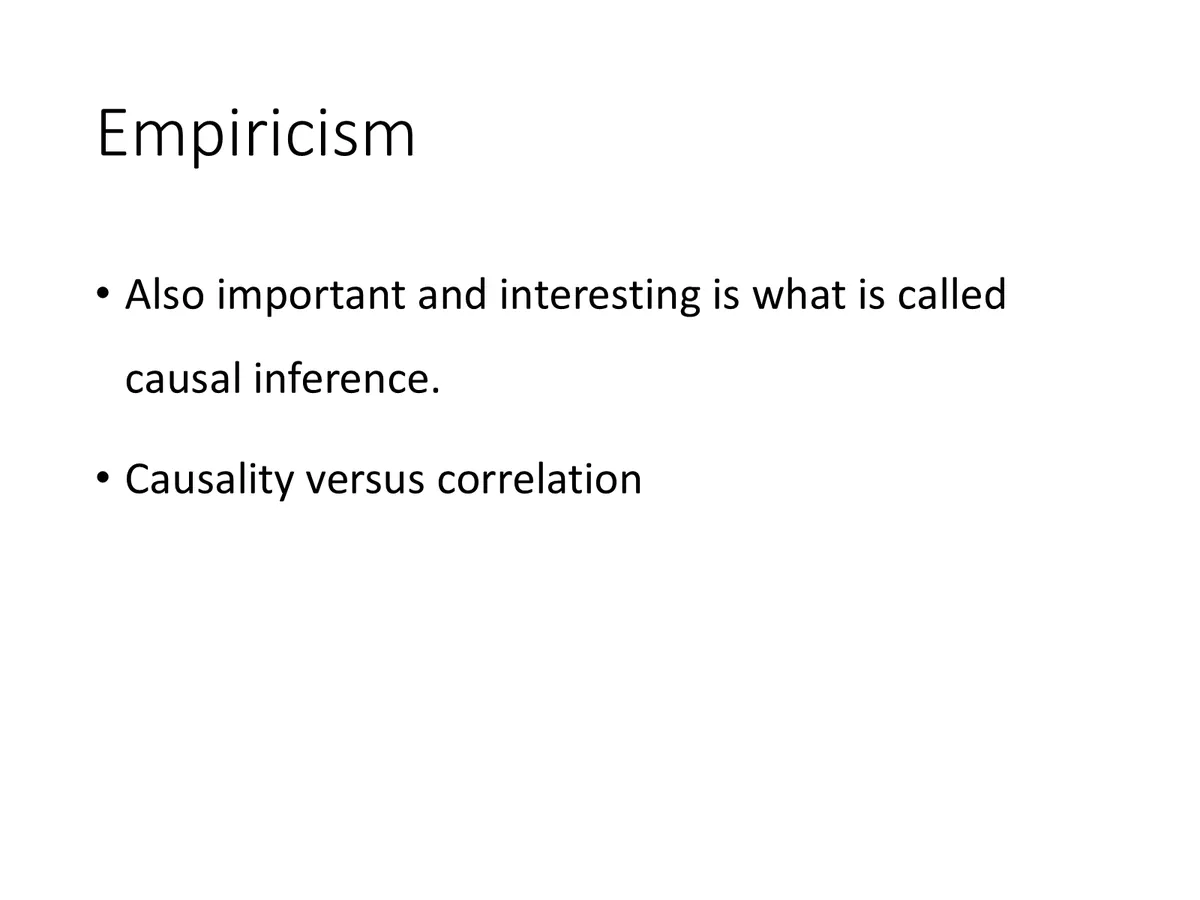 Empiricism
• Also important and interesting is what is called
causal inference.
• Causality versus correlation